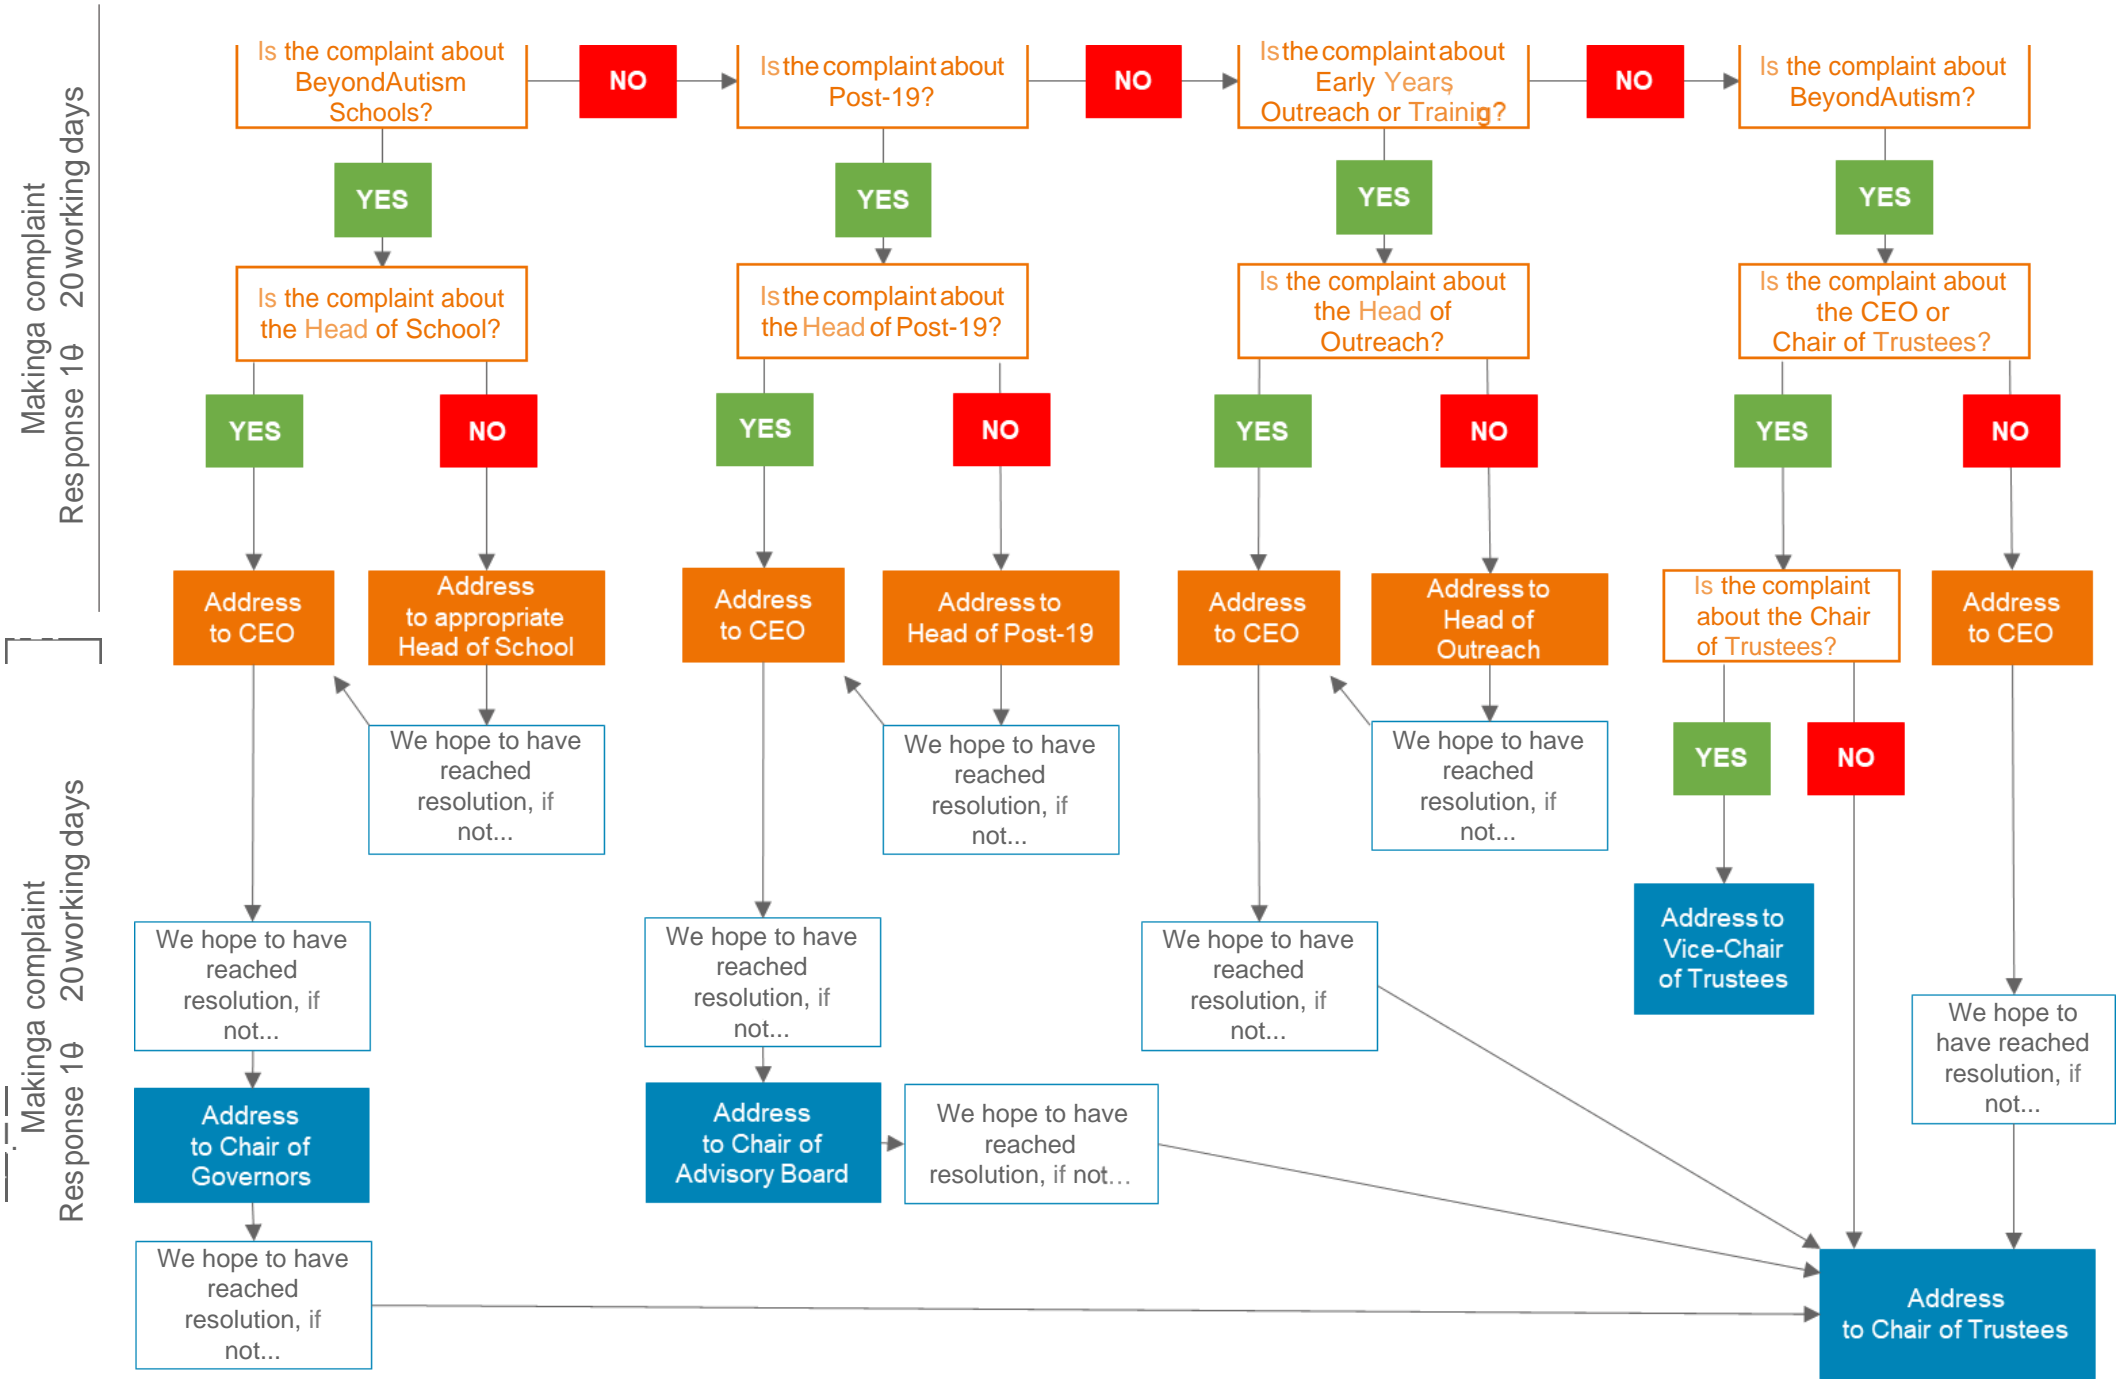 Making a complaint
Response 10 20 working days
Making a complaint
Response 10 20 working days
Is the complaint about
BeyondAutism
Schools?
NO
Is the complaint about
Post-19?
NO
Is the complaint about
Early Years,
Outreach or Training?
NO
Is the complaint about
BeyondAutism?
YES
YES
YES
YES
Is the complaint about
the Head of School?
Is the complaint about
the Head of Post-19?
Is the complaint about
the Head of
Outreach?
Is the complaint about
the CEO or
Chair of Trustees?
YES
NO
YES
NO
YES
NO
YES
NO
Address
to CEO
Address
to appropriate
Head of School
Address
to CEO
Address to
Head of Post-19
Address
to CEO
Address to
Head of
Outreach
Is the complaint
about the Chair
of Trustees?
Address
to CEO
We hope to have
reached
resolution, if
not...
We hope to have
reached
resolution, if
not...
We hope to have
reached
resolution, if
not...
YES
NO
We hope to have
reached
resolution, if
not...
We hope to have
reached
resolution, if
not...
We hope to have
reached
resolution, if
not...
Address to
Vice-Chair
of Trustees
We hope to
have reached
resolution, if
not...
Address
to Chair of
Governors
Address
to Chair of
Advisory Board
We hope to have
reached
resolution, if not...
We hope to have
reached
resolution, if
not...
Address
to Chair of Trustees